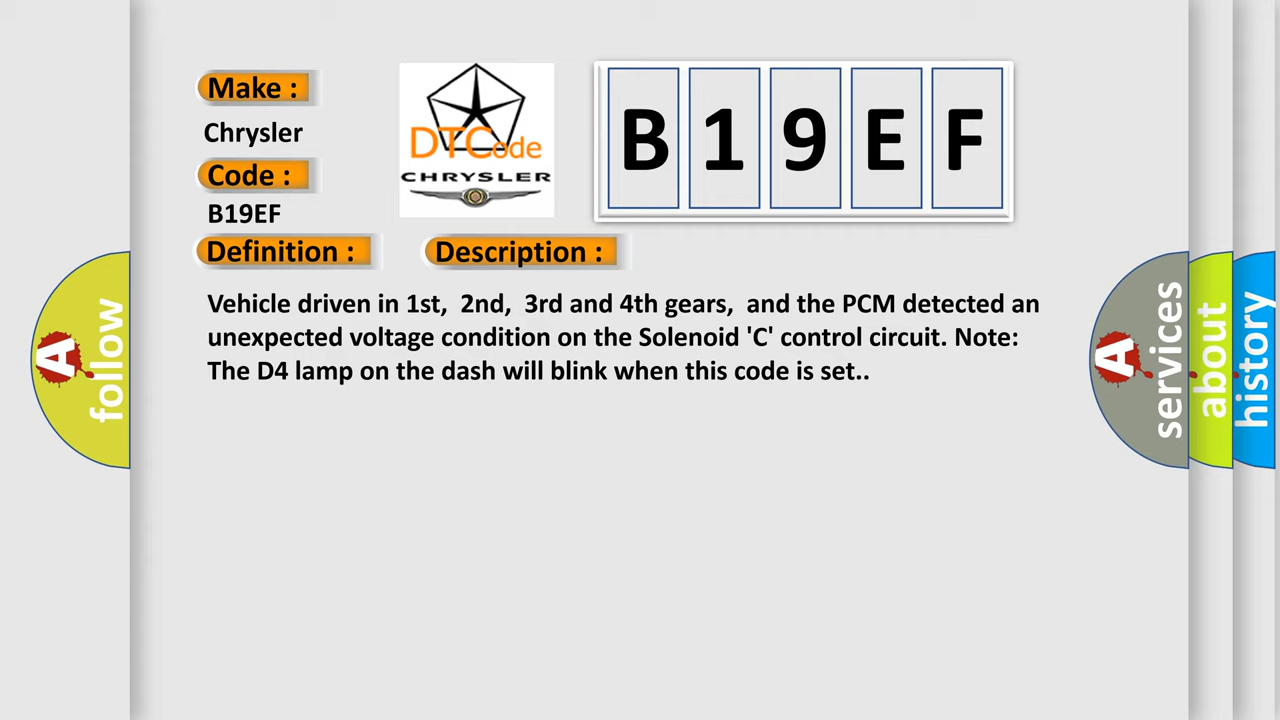 Make :
Chrysler
Code :
B19EF
Definition :
Description :
DTCode
CHRYSLER
B 1 9 E F
Vehicle driven in 1st, 2nd, 3rd and 4th gears, and the PCM detected an
unexpected voltage condition on the Solenoid 'C' control circuit Note:
The D4 lamp on the dash will blink when this code is set..
A
follow
A
services
about
history